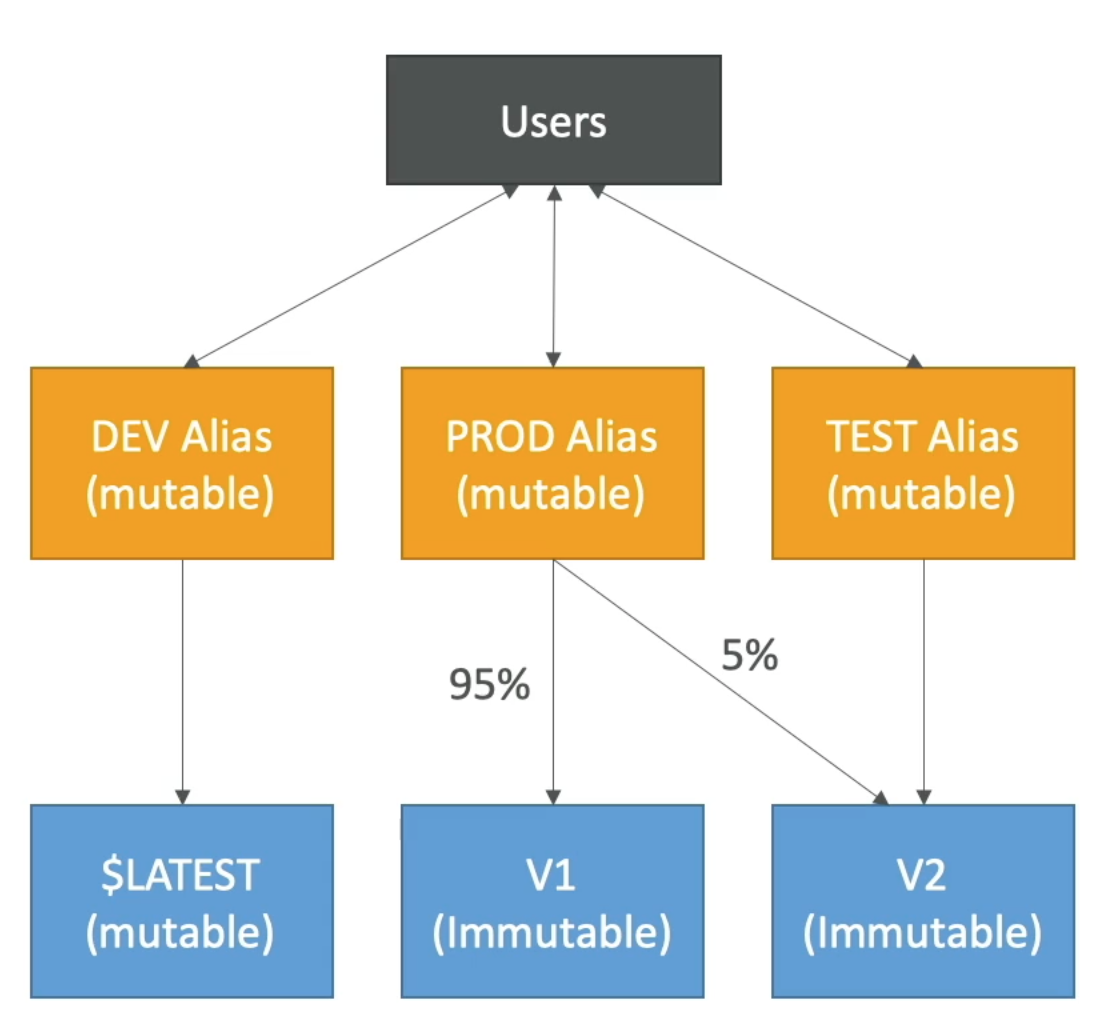 Users
DEV Alias
(mutable)
PROD Alias
(mutable)
TEST Alias
(mutable)
95%
5%
$LATEST
(mutable)
V1
(Immutable)
V2
(Immutable)